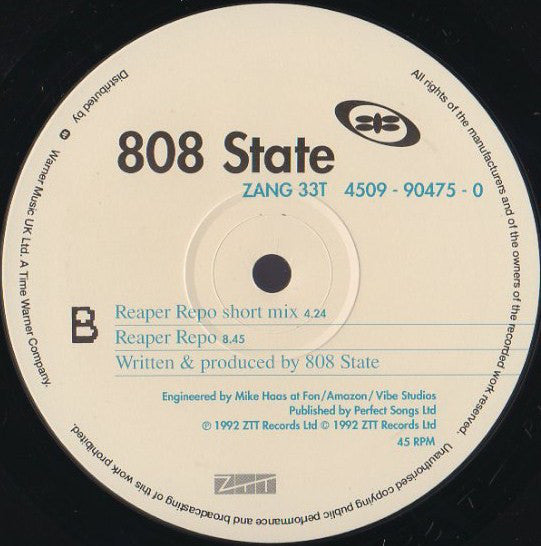 808 State
ZANG 33T 4509 - 90475 - 0
B
Reaper Repo short mix 4.24
Reaper Repo 8.45
Written & produced by 808 State
Engineered by Mike Haas at Fon/Amazon/Vibe Studios
Published by Perfect Songs Ltd
℗ 1992 ZTT Records Ltd © 1992 ZTT Records Ltd
45 RPM
ZTT
All rights of the manufacturers and of the owners of the recorded work reserved. Unauthorised copying public performance and broadcasting of this work prohibited.
Distributed by Warner Music UK Ltd. A Time Warner Company.